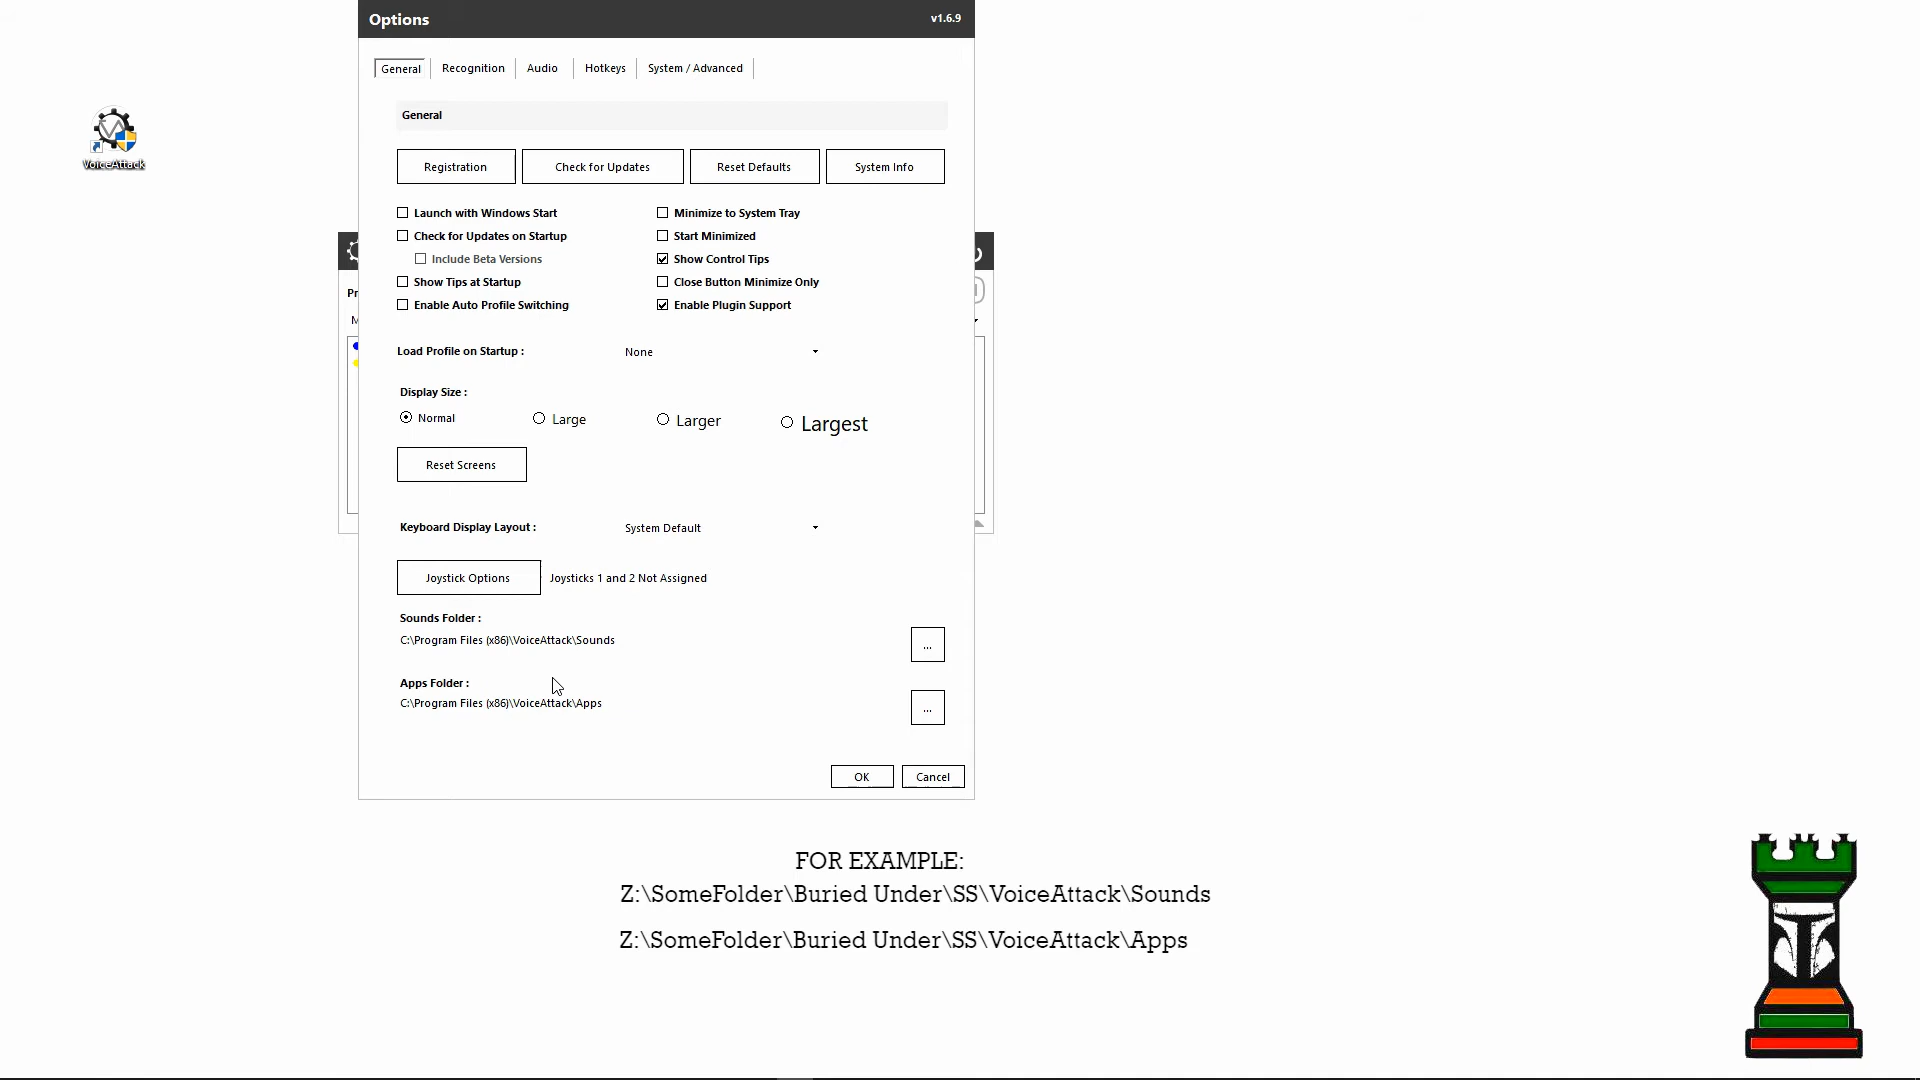 Options
v1.6.9
General
Recognition
Audio
Hotkeys
System / Advanced
VoiceAttack
General
Registration
Check for Updates
Reset Defaults
System Info
Launch with Windows Start
Minimize to System Tray
Check for Updates on Startup
Start Minimized
Include Beta Versions
Show Control Tips
Show Tips at Startup
Close Button Minimize Only
Enable Auto Profile Switching
Enable Plugin Support
Load Profile on Startup :
None
Display Size :
Normal
Large
Larger
Largest
Reset Screens
Keyboard Display Layout :
System Default
Joystick Options
Joysticks 1 and 2 Not Assigned
Sounds Folder :
C:\Program Files (x86)\VoiceAttack\Sounds
...
Apps Folder :
C:\Program Files (x86)\VoiceAttack\Apps
...
OK
Cancel
FOR EXAMPLE:
Z:\SomeFolder\Buried Under\SS\VoiceAttack\Sounds
Z:\SomeFolder\Buried Under\SS\VoiceAttack\Apps